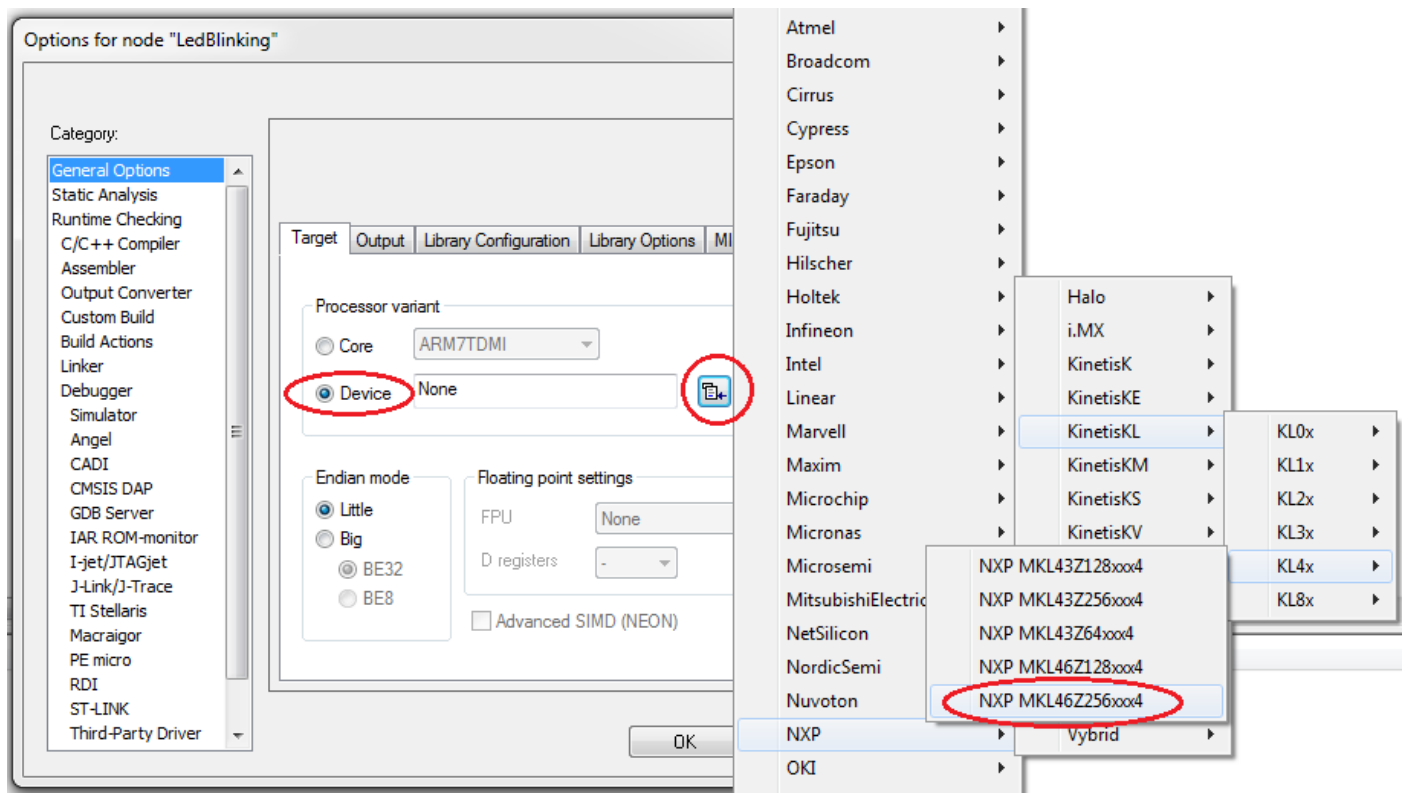 Options for node "LedBlinking"
Category:
General Options
Static Analysis
Runtime Checking
C/C++ Compiler
Assembler
Output Converter
Custom Build
Build Actions
Linker
Debugger
Simulator
Angel
CADI
CMSIS DAP
GDB Server
IAR ROM-monitor
I-jet/JTAGjet
J-Link/J-Trace
TI Stellaris
Macraigor
PE micro
RDI
ST-LINK
Third-Party Driver
Target Output Library Configuration Library Options MI
Processor variant
Core ARM7TDMI
Device None
Endian mode
Little
Big
BE32
BE8
Floating point settings
FPU None
D registers -
Advanced SIMD (NEON)
OK
Atmel
Broadcom
Cirrus
Cypress
Epson
Faraday
Fujitsu
Hilscher
Holtek
Infineon
Intel
Linear
Marvell
Maxim
Microchip
Micronas
Microsemi
MitsubishiElectric
NetSilicon
NordicSemi
Nuvoton
NXP
OKI
Halo
i.MX
KinetisK
KinetisKE
KinetisKL
KinetisKM
KinetisKS
KinetisKV
Vybrid
KL0x
KL1x
KL2x
KL3x
KL4x
KL8x
NXP MKL43Z128xxx4
NXP MKL43Z256xxx4
NXP MKL43Z64xxx4
NXP MKL46Z128xxx4
NXP MKL46Z256xxx4